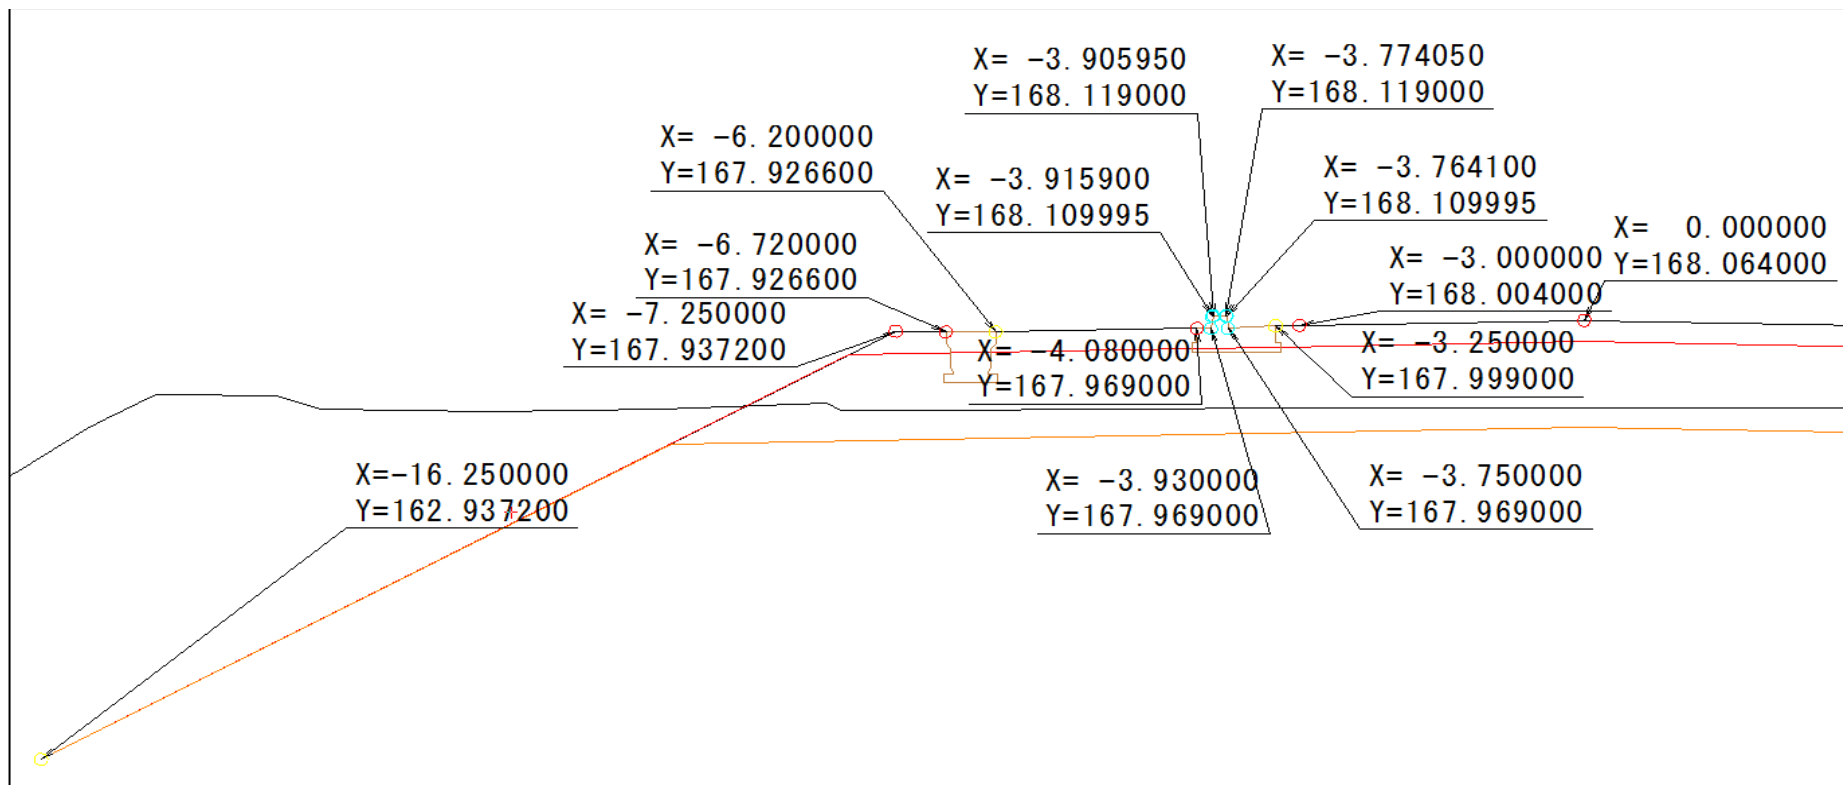 X= -3.905950
Y=168.119000
X= -3.774050
Y=168.119000
X= -6.200000
Y=167.926600
X= -3.915900
Y=168.109995
X= -3.764100
Y=168.109995
X= 0.000000
Y=168.064000
X= -6.720000
Y=167.926600
X= -3.000000
Y=168.004000
X= -7.250000
Y=167.937200
X= -4.080000
Y=167.969000
X= -3.250000
Y=167.999000
X=-16.250000
Y=162.937200
X= -3.930000
Y=167.969000
X= -3.750000
Y=167.969000